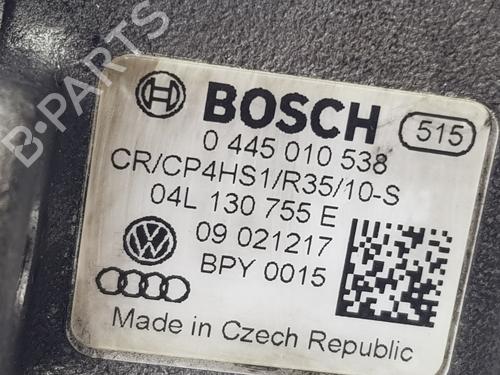 B-PARTS
BOSCH 515
0 445 010 538
CR/CP4HS1/R35/10-S
04L 130 755 E
09 021217
BPY 0015
Made in Czech Republic